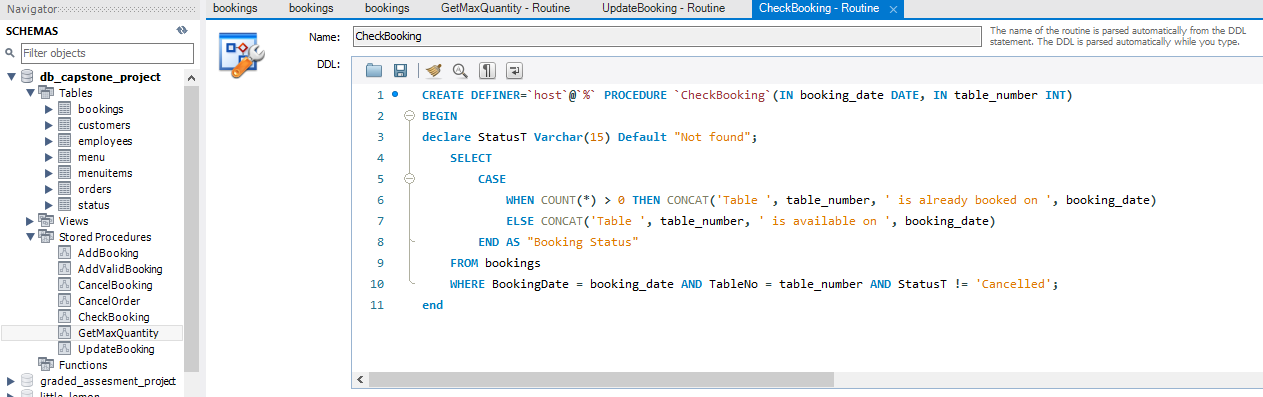 Navigator
SCHEMAS
Filter objects
db_capstone_project
Tables
bookings
customers
employees
menu
menuitems
orders
status
Views
Stored Procedures
AddBooking
AddValidBooking
CancelBooking
CancelOrder
CheckBooking
GetMaxQuantity
UpdateBooking
Functions
graded_assesment_project
little_lemon
bookings bookings bookings GetMaxQuantity - Routine UpdateBooking - Routine CheckBooking - Routine ×
Name: CheckBooking
The name of the routine is parsed automatically from the DDL
statement. The DDL is parsed automatically while you type.
DDL:
1 CREATE DEFINER=`host`@`%` PROCEDURE `CheckBooking`(IN booking_date DATE, IN table_number INT)
2 BEGIN
3 declare StatusT Varchar(15) Default "Not found";
4 SELECT
5 CASE
6 WHEN COUNT(*) > 0 THEN CONCAT('Table ', table_number, ' is already booked on ', booking_date)
7 ELSE CONCAT('Table ', table_number, ' is available on ', booking_date)
8 END AS "Booking Status"
9 FROM bookings
10 WHERE BookingDate = booking_date AND TableNo = table_number AND StatusT != 'Cancelled';
11 end